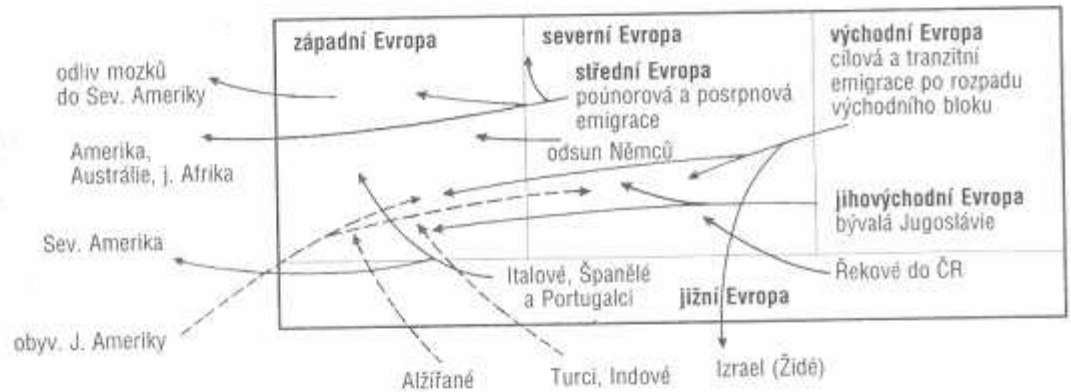 západní Evropa
severní Evropa
východní Evropa
cílová a tranzitní
emigrace po rozpadu
východního bloku
střední Evropa
poúnorová a posrpnová
emigrace
odsun Němců
odliv mozků
do Sev. Ameriky
Amerika,
Austrálie, j. Afrika
jihovýchodní Evropa
bývalá Jugoslávie
Sev. Amerika
Italové, Španělé
a Portugalci
jižní Evropa
Řekové do ČR
obyv. J. Ameriky
Alžířané
Turci, Indové
Izrael (Židé)